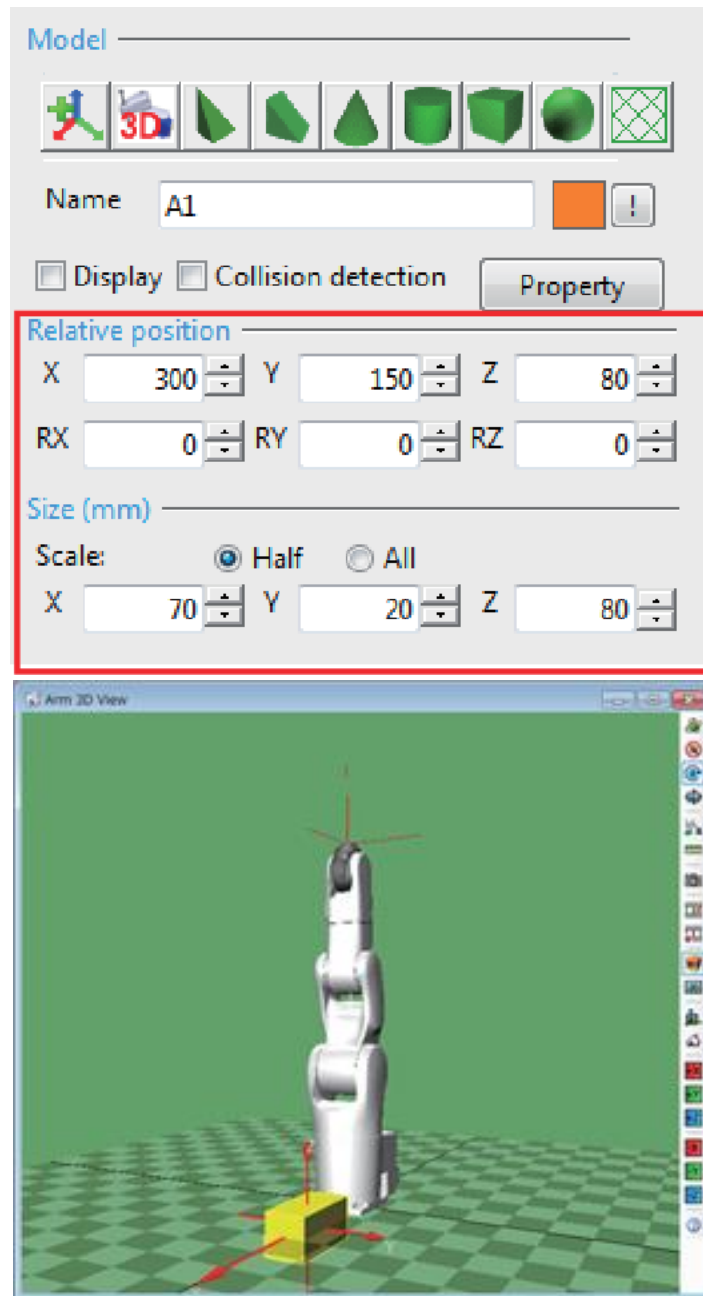 Model
3D
Name A1 !
Display Collision detection Property
Relative position
X 300 Y 150 Z 80
RX 0 RY 0 RZ 0
Size (mm)
Scale: Half All
X 70 Y 20 Z 80
Arm 3D View